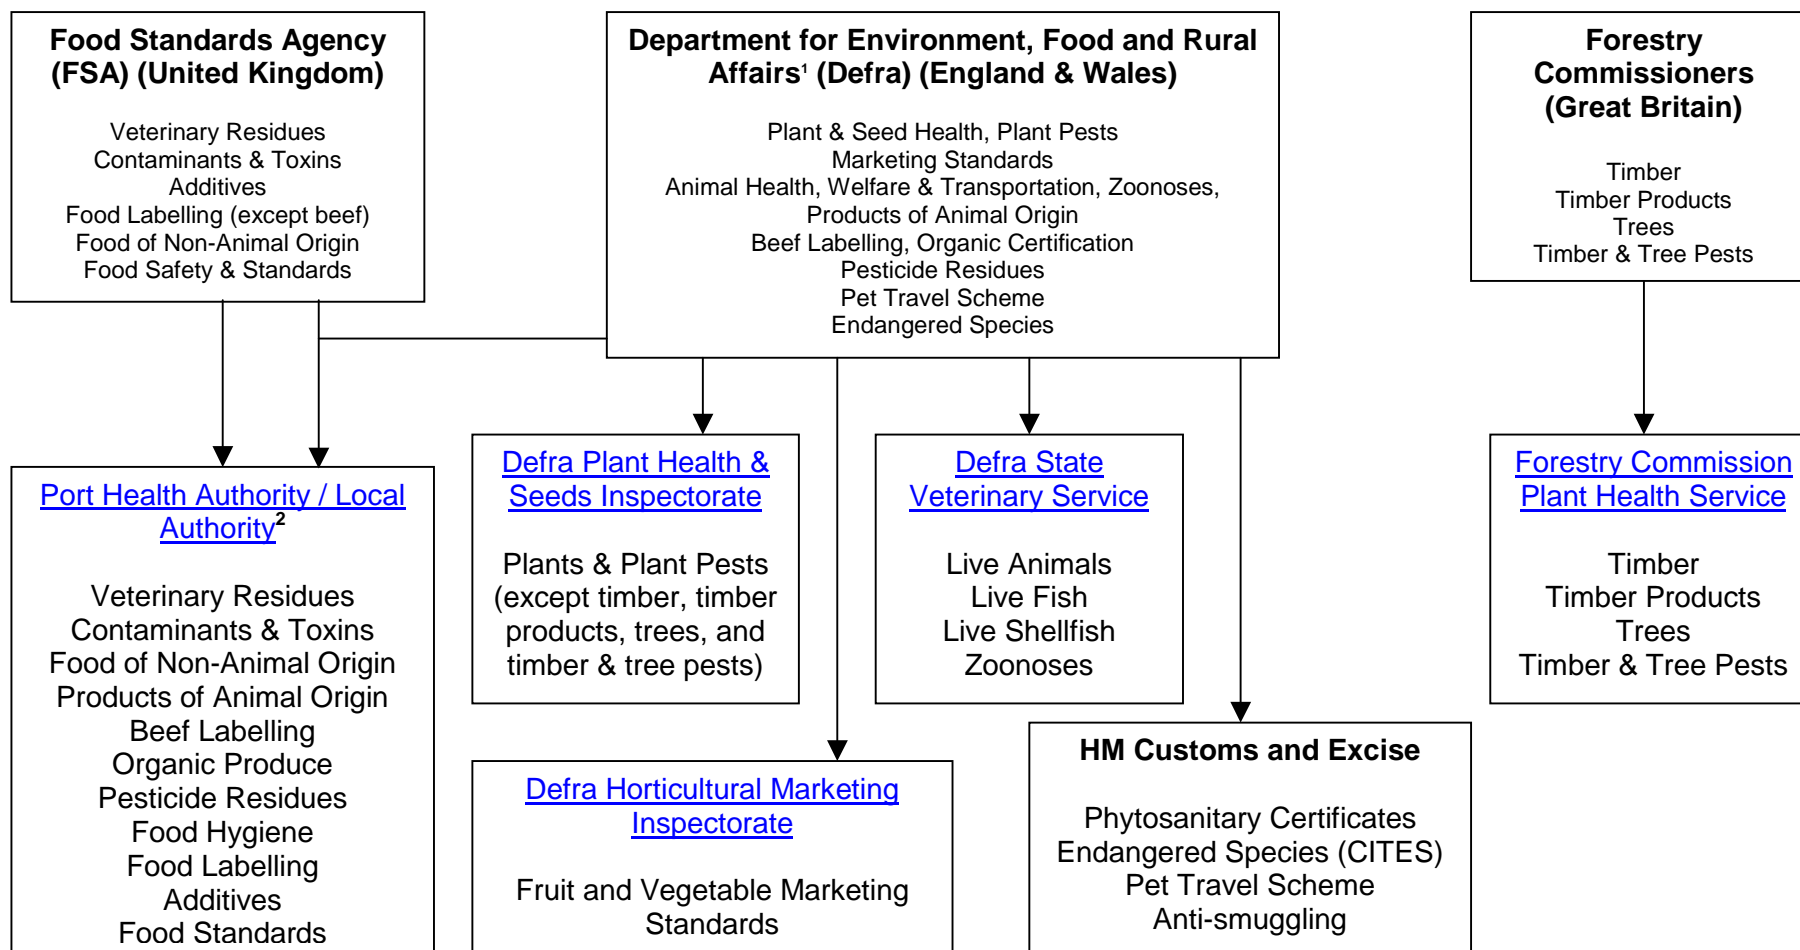 Food Standards Agency
(FSA) (United Kingdom)
Veterinary Residues
Contaminants & Toxins
Additives
Food Labelling (except beef)
Food of Non-Animal Origin
Food Safety & Standards
Department for Environment, Food and Rural
Affairs¹ (Defra) (England & Wales)
Plant & Seed Health, Plant Pests
Marketing Standards
Animal Health, Welfare & Transportation, Zoonoses,
Products of Animal Origin
Beef Labelling, Organic Certification
Pesticide Residues
Pet Travel Scheme
Endangered Species
Forestry
Commissioners
(Great Britain)
Timber
Timber Products
Trees
Timber & Tree Pests
Port Health Authority / Local
Authority²
Veterinary Residues
Contaminants & Toxins
Food of Non-Animal Origin
Products of Animal Origin
Beef Labelling
Organic Produce
Pesticide Residues
Food Hygiene
Food Labelling
Additives
Food Standards
Defra Plant Health &
Seeds Inspectorate
Plants & Plant Pests
(except timber, timber
products, trees, and
timber & tree pests)
Defra State
Veterinary Service
Live Animals
Live Fish
Live Shellfish
Zoonoses
Forestry Commission
Plant Health Service
Timber
Timber Products
Trees
Timber & Tree Pests
Defra Horticultural Marketing
Inspectorate
Fruit and Vegetable Marketing
Standards
HM Customs and Excise
Phytosanitary Certificates
Endangered Species (CITES)
Pet Travel Scheme
Anti-smuggling